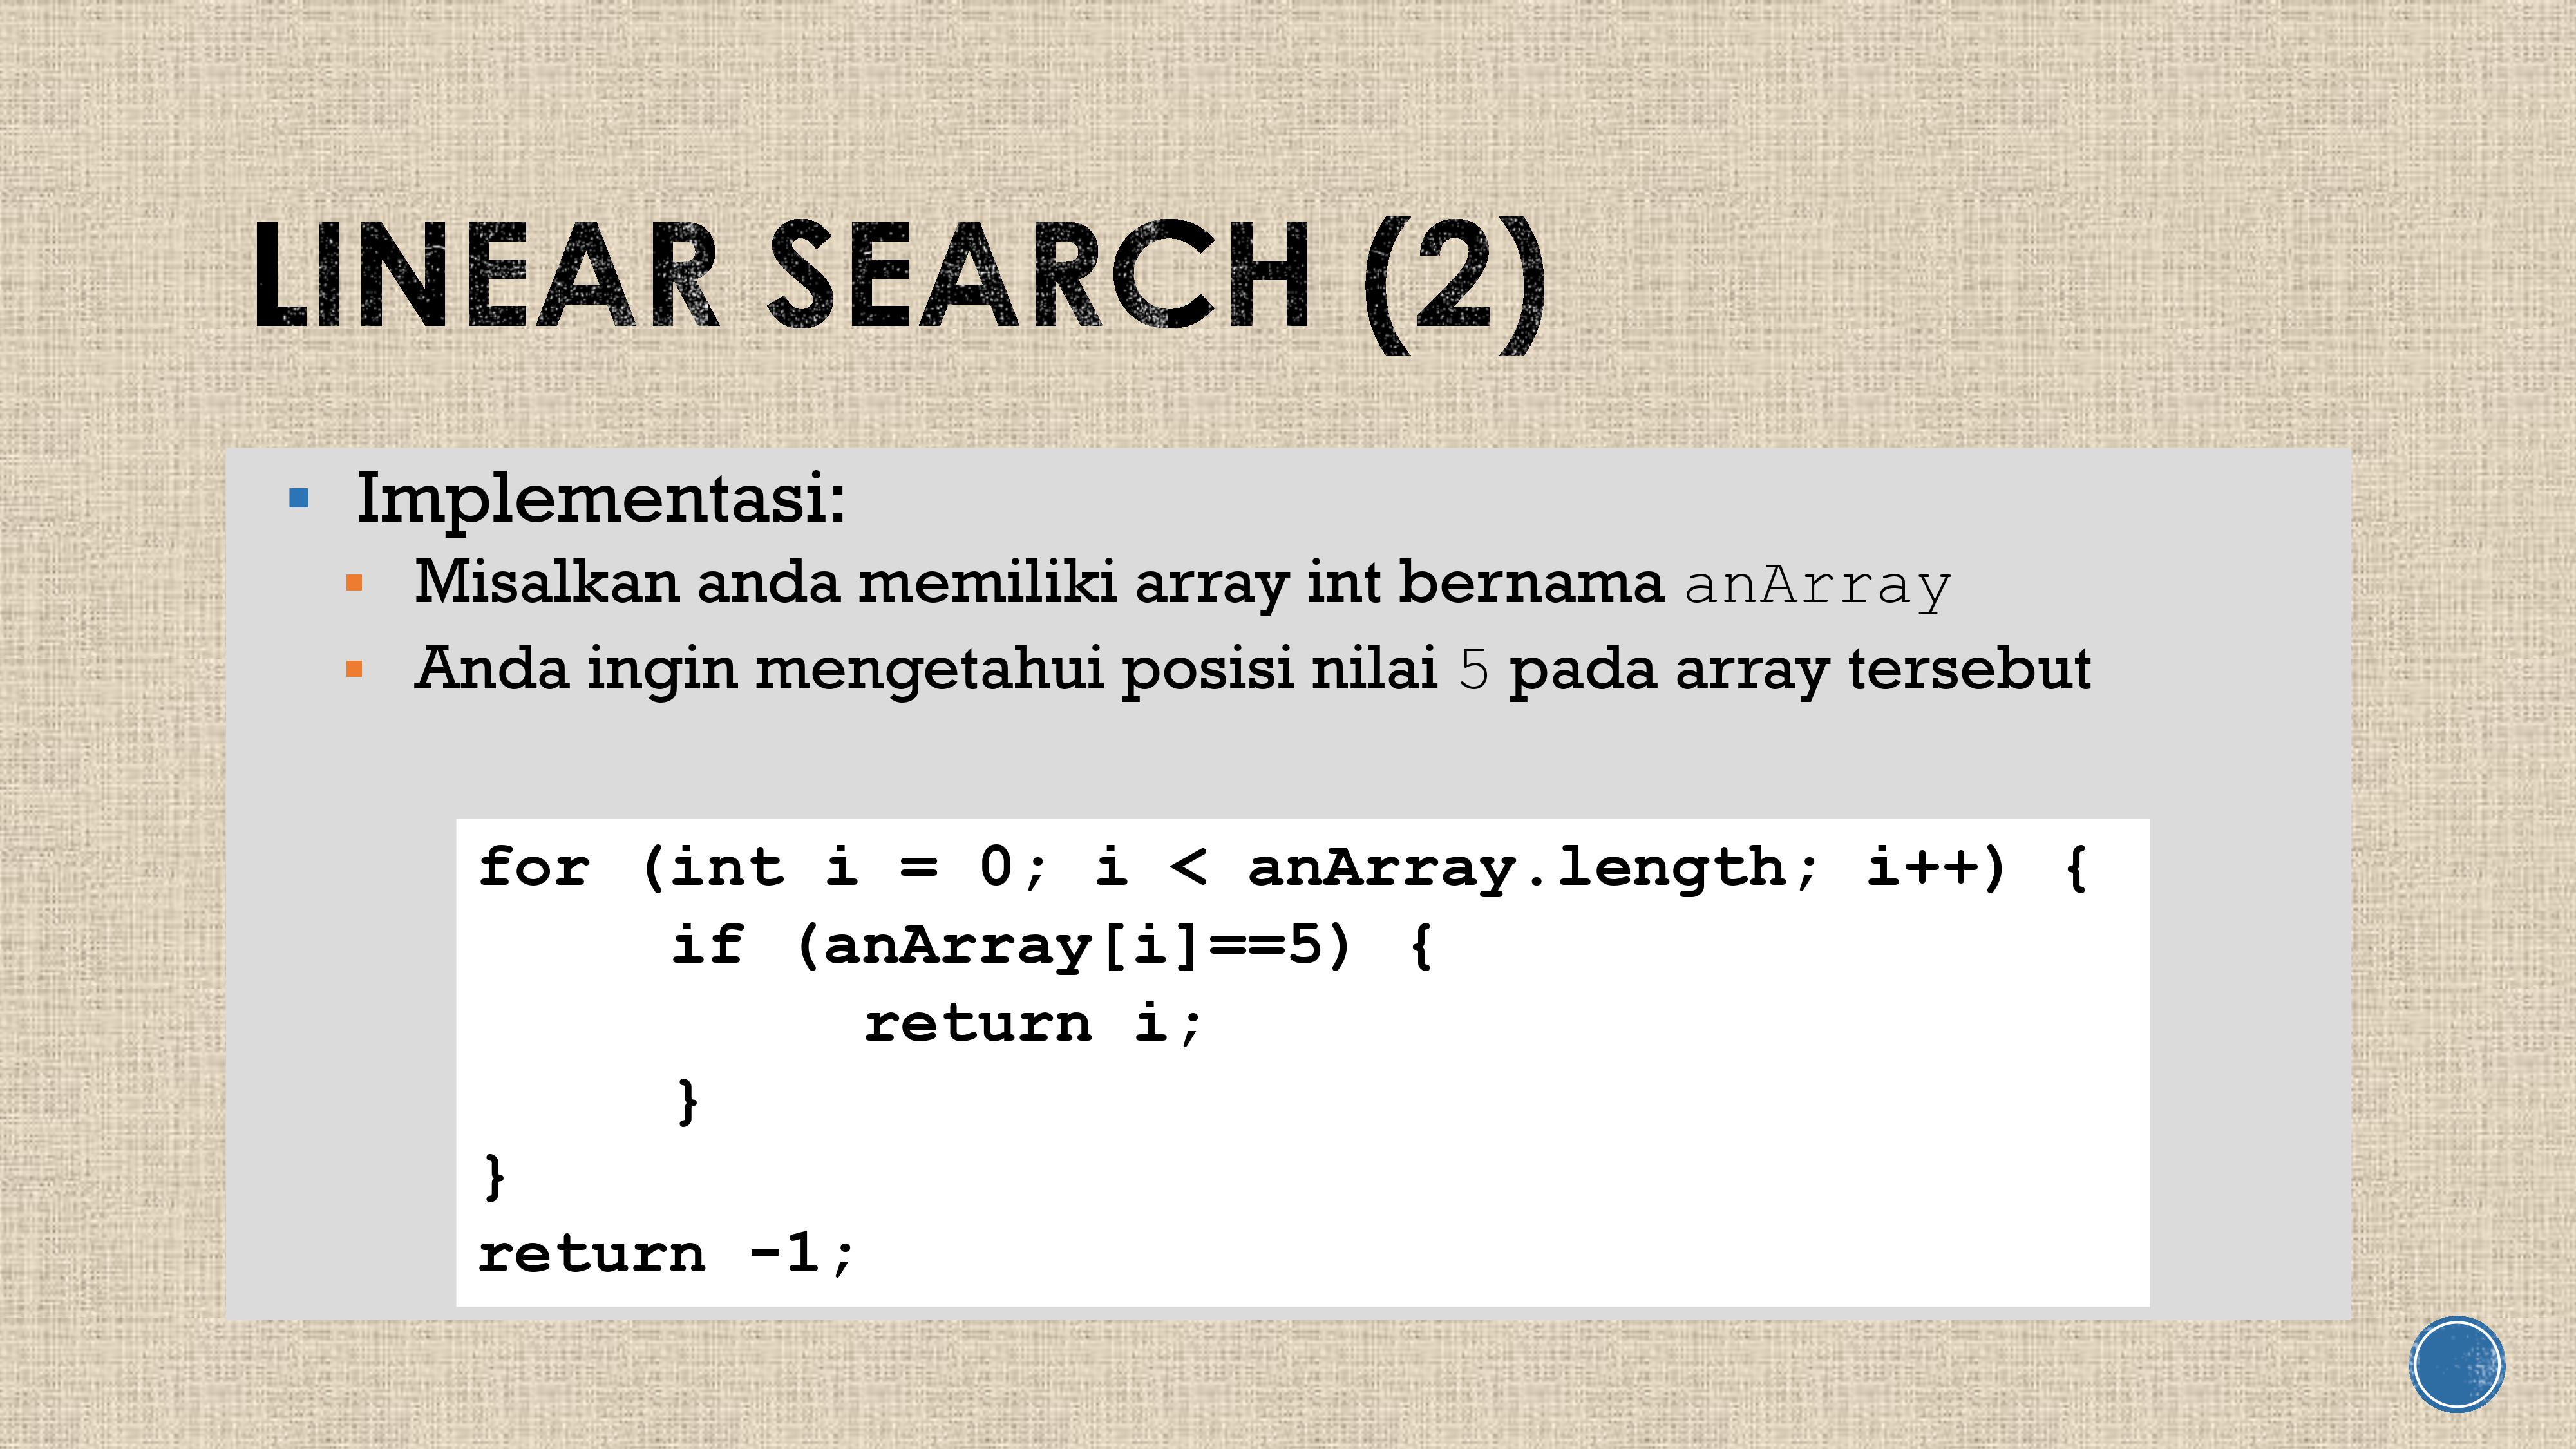 LINEAR SEARCH (2)
Implementasi:
Misalkan anda memiliki array int bernama anArray
Anda ingin mengetahui posisi nilai 5 pada array tersebut
for (int i = 0; i < anArray.length; i++) {
if (anArray[i]==5) {
return i;
}
}
return -1;